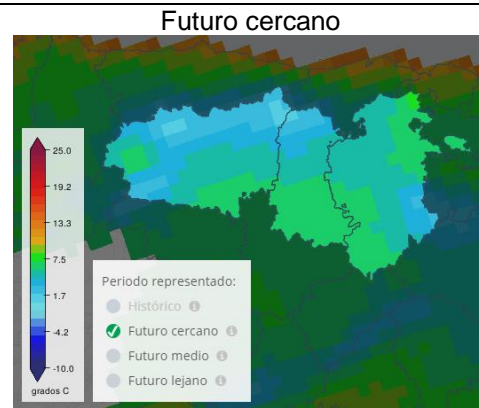 Futuro cercano
25.0
19.2
13.3
7.5
1.7
-4.2
-10.0
grados C
Periodo representado:
Histórico
Futuro cercano
Futuro medio
Futuro lejano